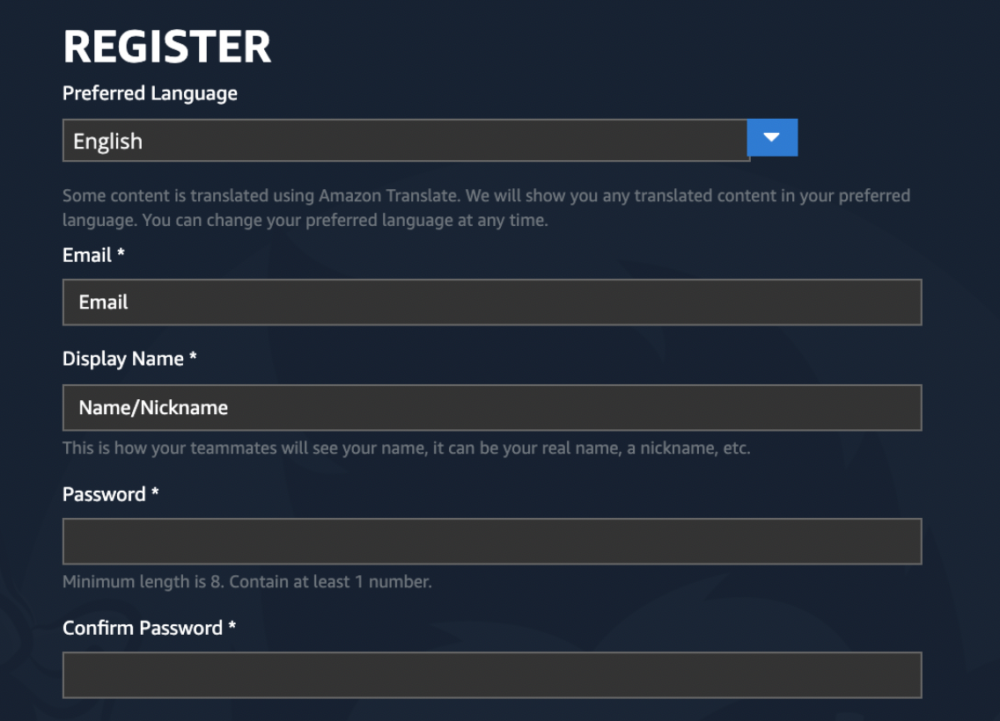 REGISTER
Preferred Language
English
Some content is translated using Amazon Translate. We will show you any translated content in your preferred
language. You can change your preferred language at any time.
Email *
Email
Display Name *
Name/Nickname
This is how your teammates will see your name, it can be your real name, a nickname, etc.
Password *
Minimum length is 8. Contain at least 1 number.
Confirm Password *